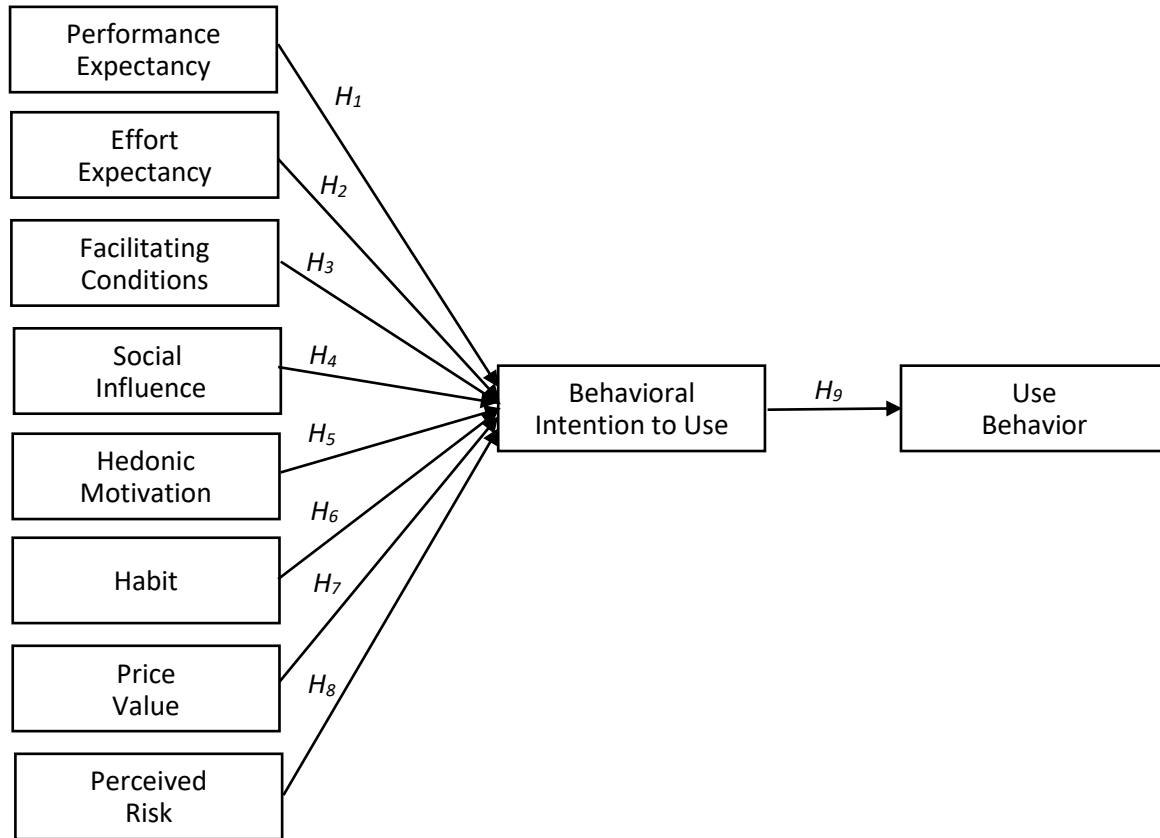 Performance
Expectancy
H1
Effort
Expectancy
H2
Facilitating
Conditions
H3
Social
Influence
H4
Hedonic
Motivation
H5
Habit
H6
Price
Value
H7
Perceived
Risk
H8
Behavioral
Intention to Use
H9
Use
Behavior